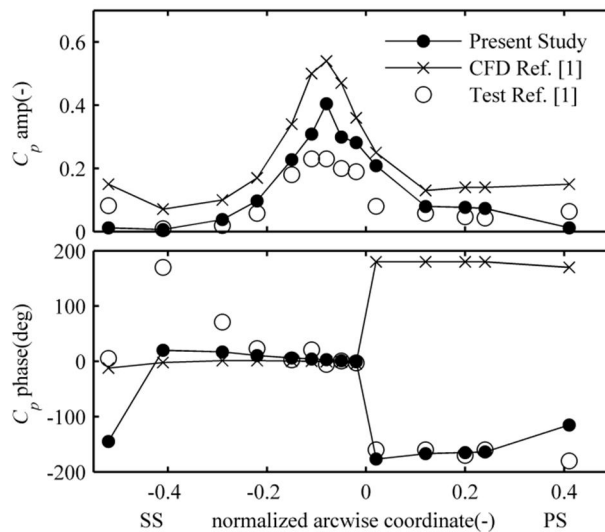 0.6
Present Study
CFD Ref. [1]
Test Ref. [1]
0.4
0.2
0
C_p amp(-)
200
100
0
-100
-200
C_p phase(deg)
-0.4 -0.2 0 0.2 0.4
SS normalized arcwise coordinate(-) PS